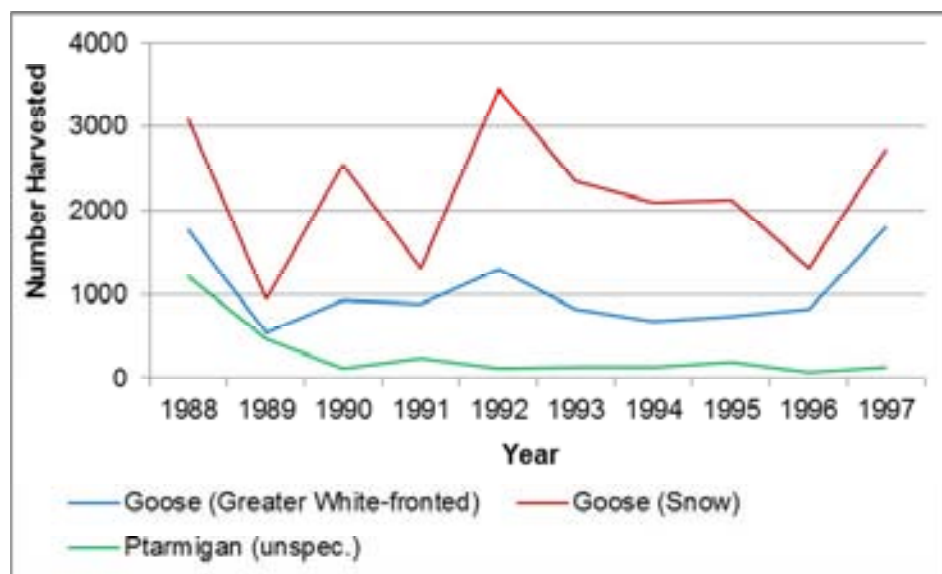 4000
3000
2000
1000
0
Number Harvested
1988 1989 1990 1991 1992 1993 1994 1995 1996 1997
Year
Goose (Greater White-fronted) Goose (Snow)
Ptarmigan (unspec.)